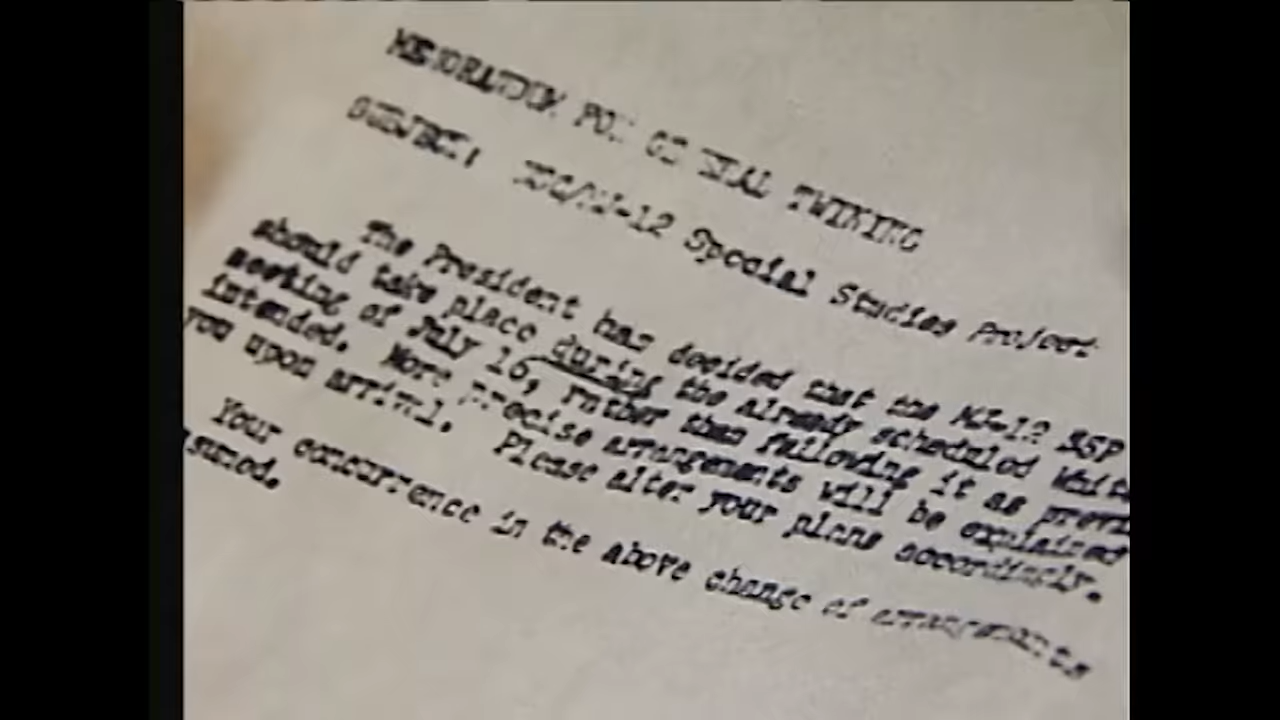 MEMORANDUM FOR GENERAL TWINING
SUBJECT: NSC/MJ-12 Special Studies Project
The President has decided that the MJ-12 SSP
should take place during the already scheduled White
meeting of July 16, rather than following it as previ
intended. More precise arrangements will be explained
you upon arrival. Please alter your plans accordingly.
Your concurrence in the above change of arrangements
sumed.